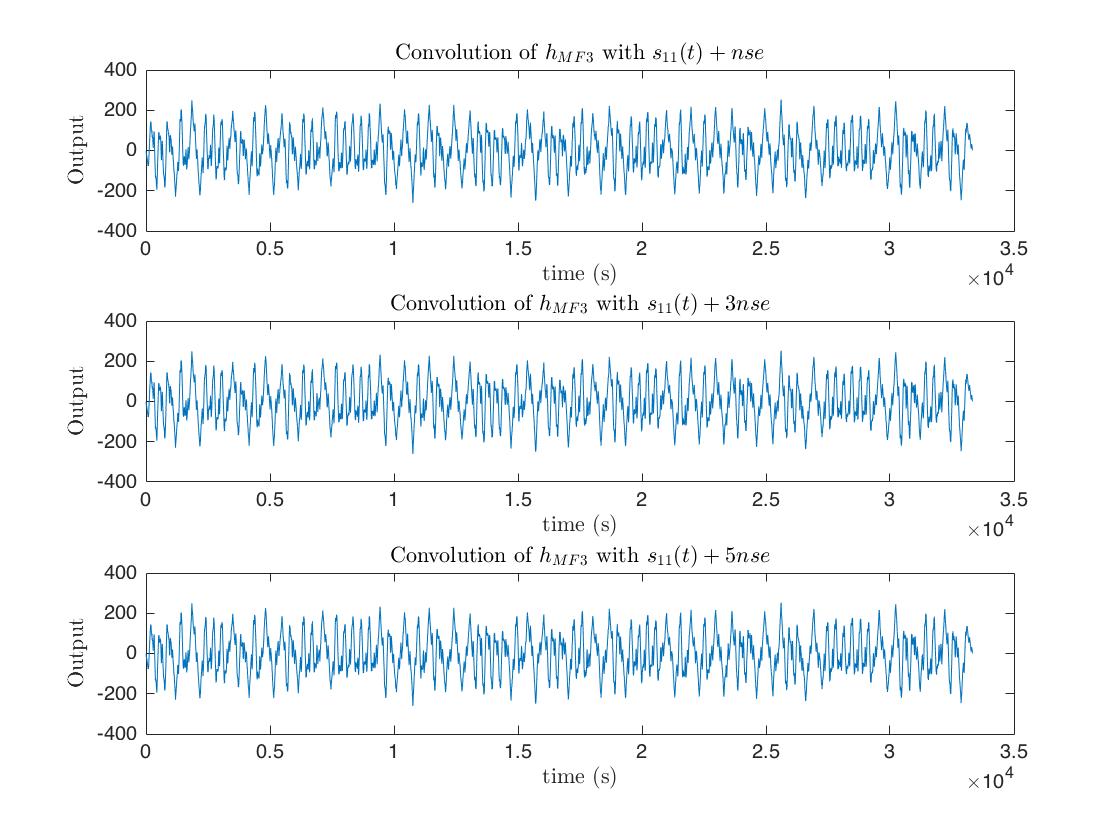 Convolution of h_{MF3} with s_{11}(t) + nse
400
200
0
-200
-400
Output
0 0.5 1 1.5 2 2.5 3 3.5
time (s)
×10^4
Convolution of h_{MF3} with s_{11}(t) + 3nse
400
200
0
-200
-400
Output
0 0.5 1 1.5 2 2.5 3 3.5
time (s)
×10^4
Convolution of h_{MF3} with s_{11}(t) + 5nse
400
200
0
-200
-400
Output
0 0.5 1 1.5 2 2.5 3 3.5
time (s)
×10^4